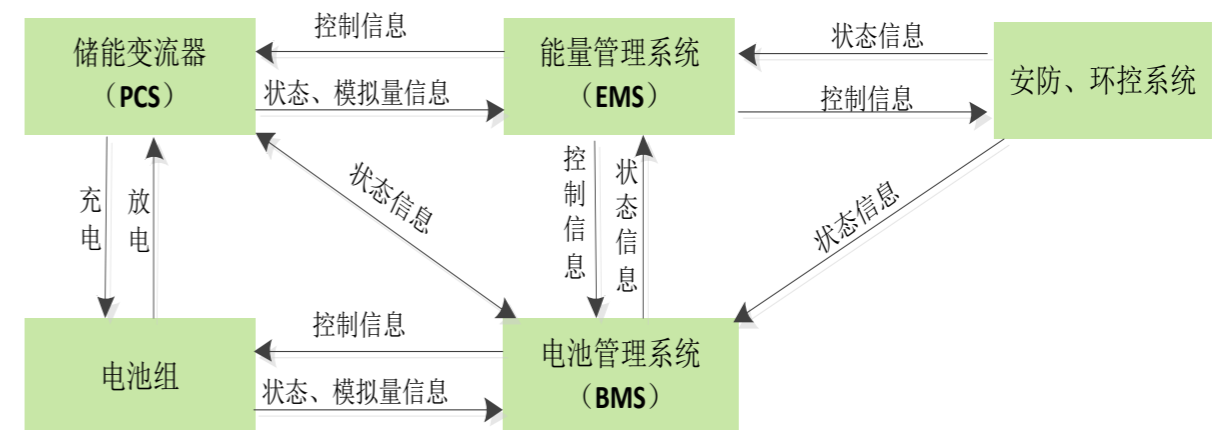 储能变流器
（PCS）
控制信息
状态、模拟量信息
能量管理系统
（EMS）
状态信息
控制信息
安防、环控系统
充电
放电
状态信息
控制信息
状态信息
状态信息
电池组
控制信息
状态、模拟量信息
电池管理系统
（BMS）